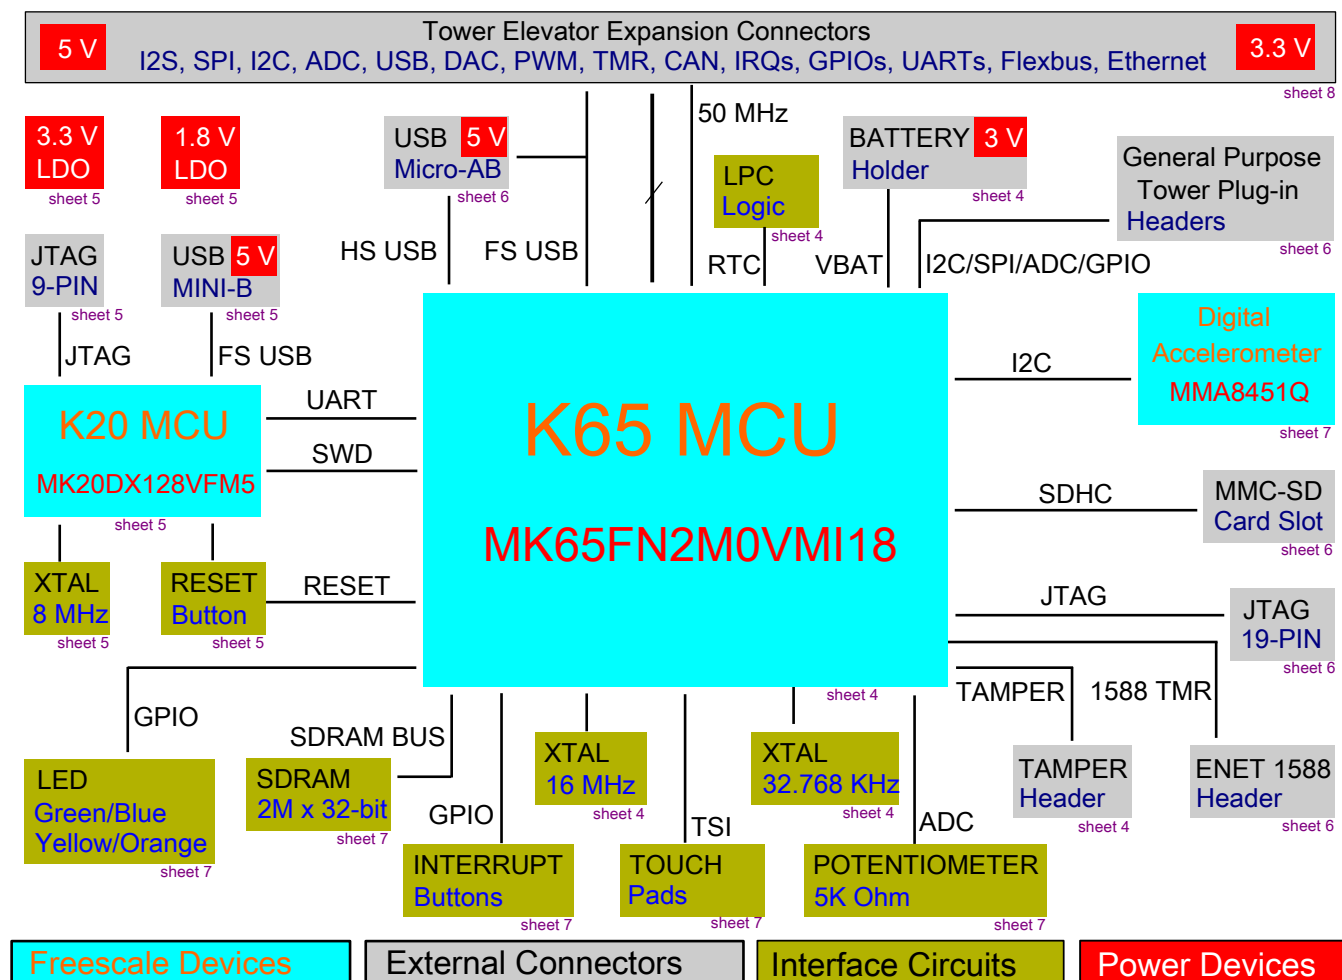 Tower Elevator Expansion Connectors
5 V
I2S, SPI, I2C, ADC, USB, DAC, PWM, TMR, CAN, IRQs, GPIOs, UARTs, Flexbus, Ethernet
3.3 V
sheet 8
3.3 V
LDO
sheet 5
1.8 V
LDO
sheet 5
USB 5 V
Micro-AB
sheet 6
50 MHz
LPC
Logic
sheet 4
BATTERY 3 V
Holder
sheet 4
General Purpose
Tower Plug-in
Headers
sheet 6
JTAG
9-PIN
sheet 5
USB 5 V
MINI-B
sheet 5
HS USB
FS USB
RTC
VBAT
I2C/SPI/ADC/GPIO
JTAG
FS USB
Digital
Accelerometer
MMA8451Q
sheet 7
I2C
K20 MCU
MK20DX128VFM5
sheet 5
UART
SWD
K65 MCU
MK65FN2M0VMI18
sheet 4
SDHC
MMC-SD
Card Slot
sheet 6
XTAL
8 MHz
sheet 5
RESET
Button
sheet 5
RESET
JTAG
JTAG
19-PIN
sheet 6
GPIO
SDRAM BUS
TAMPER
1588 TMR
LED
Green/Blue
Yellow/Orange
sheet 7
SDRAM
2M x 32-bit
sheet 7
GPIO
XTAL
16 MHz
sheet 4
TSI
XTAL
32.768 KHz
sheet 4
ADC
TAMPER
Header
sheet 4
ENET 1588
Header
sheet 6
INTERRUPT
Buttons
sheet 7
TOUCH
Pads
sheet 7
POTENTIOMETER
5K Ohm
sheet 7
Freescale Devices
External Connectors
Interface Circuits
Power Devices